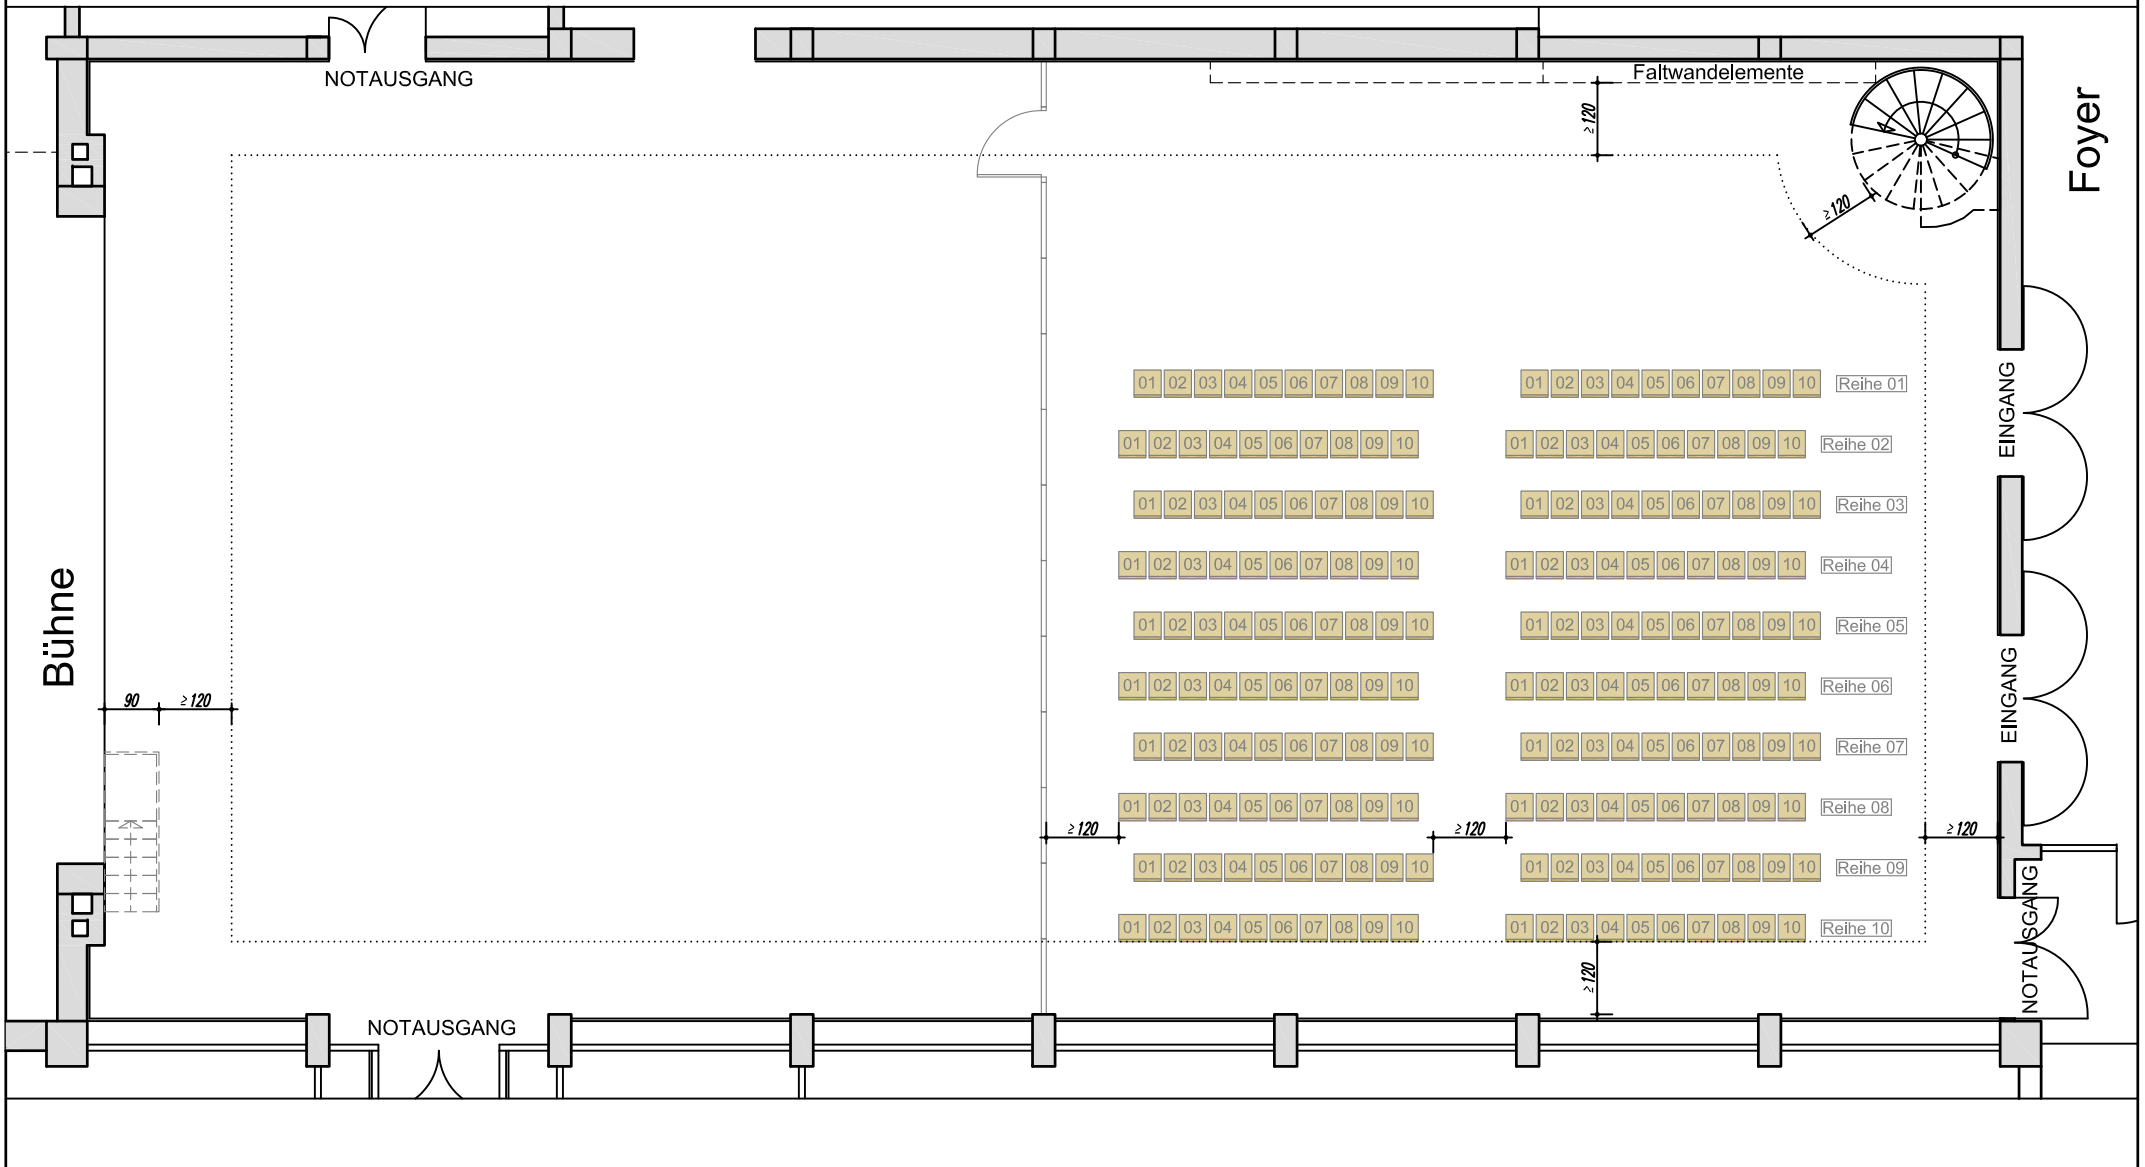 NOTAUSGANG
Faltwandelemente
Foyer
≥120
≥120
01 02 03 04 05 06 07 08 09 10 01 02 03 04 05 06 07 08 09 10 Reihe 01
EINGANG
01 02 03 04 05 06 07 08 09 10 01 02 03 04 05 06 07 08 09 10 Reihe 02
01 02 03 04 05 06 07 08 09 10 01 02 03 04 05 06 07 08 09 10 Reihe 03
01 02 03 04 05 06 07 08 09 10 01 02 03 04 05 06 07 08 09 10 Reihe 04
Bühne
01 02 03 04 05 06 07 08 09 10 01 02 03 04 05 06 07 08 09 10 Reihe 05
01 02 03 04 05 06 07 08 09 10 01 02 03 04 05 06 07 08 09 10 Reihe 06
EINGANG
90 ≥120
01 02 03 04 05 06 07 08 09 10 01 02 03 04 05 06 07 08 09 10 Reihe 07
01 02 03 04 05 06 07 08 09 10 01 02 03 04 05 06 07 08 09 10 Reihe 08
≥120 ≥120 ≥120
01 02 03 04 05 06 07 08 09 10 01 02 03 04 05 06 07 08 09 10 Reihe 09
01 02 03 04 05 06 07 08 09 10 01 02 03 04 05 06 07 08 09 10 Reihe 10
NOTAUSGANG
≥120
NOTAUSGANG